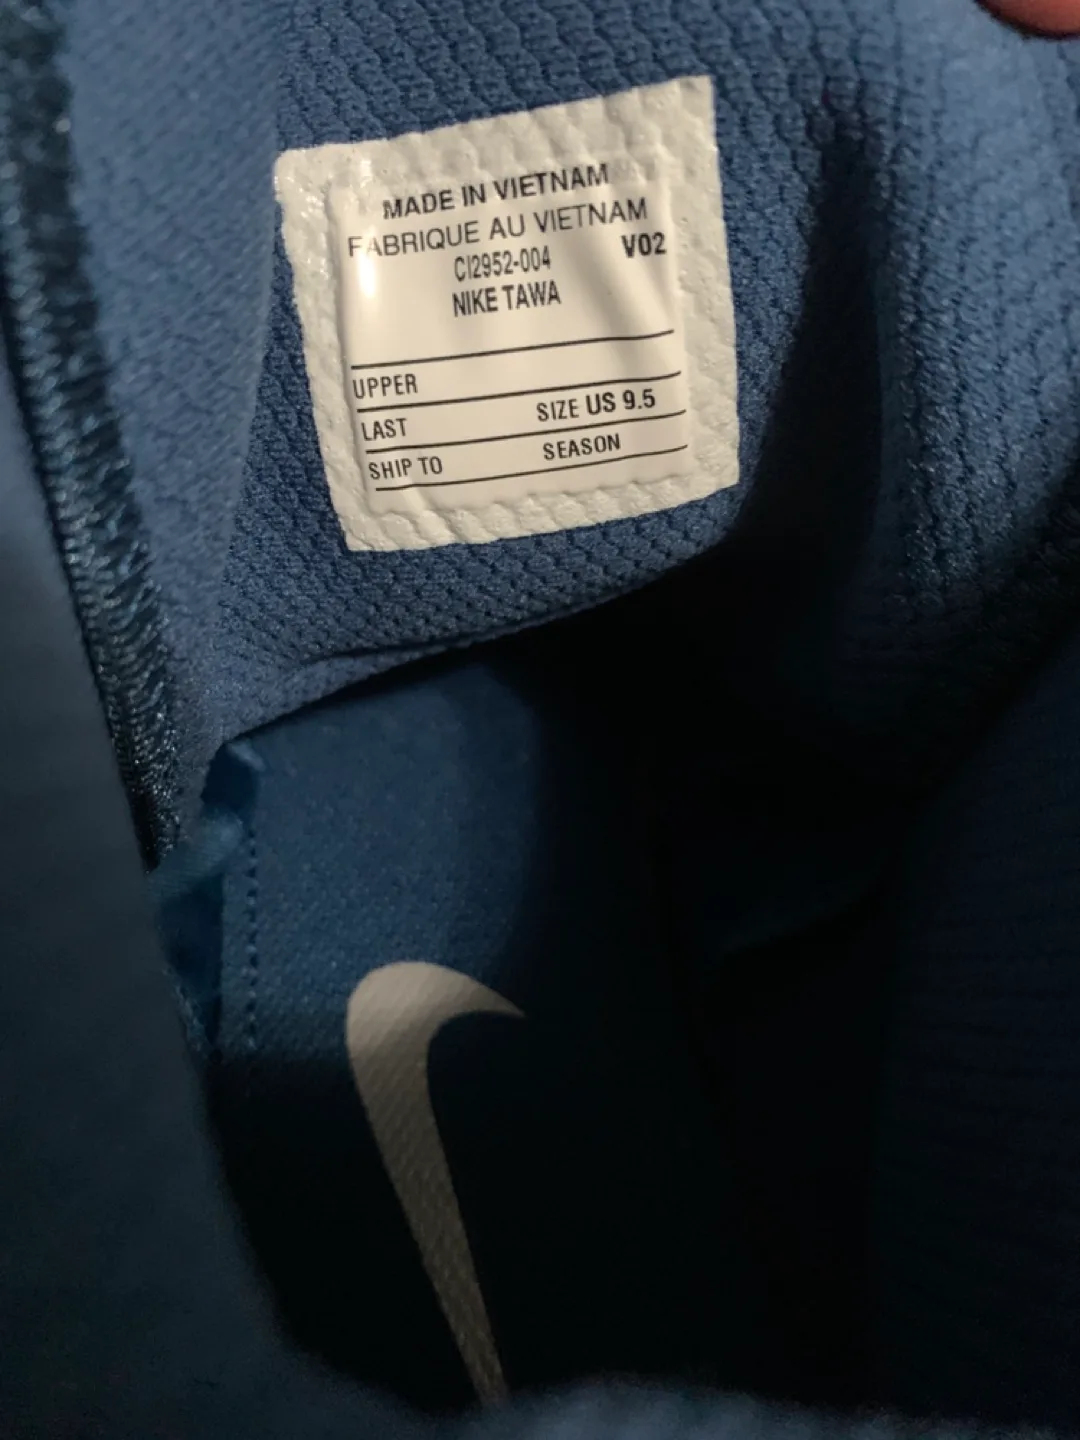 MADE IN VIETNAM
FABRIQUE AU VIETNAM
CI2952-004 V02
NIKE TAWA
UPPER
LAST SIZE US 9.5
SHIP TO SEASON